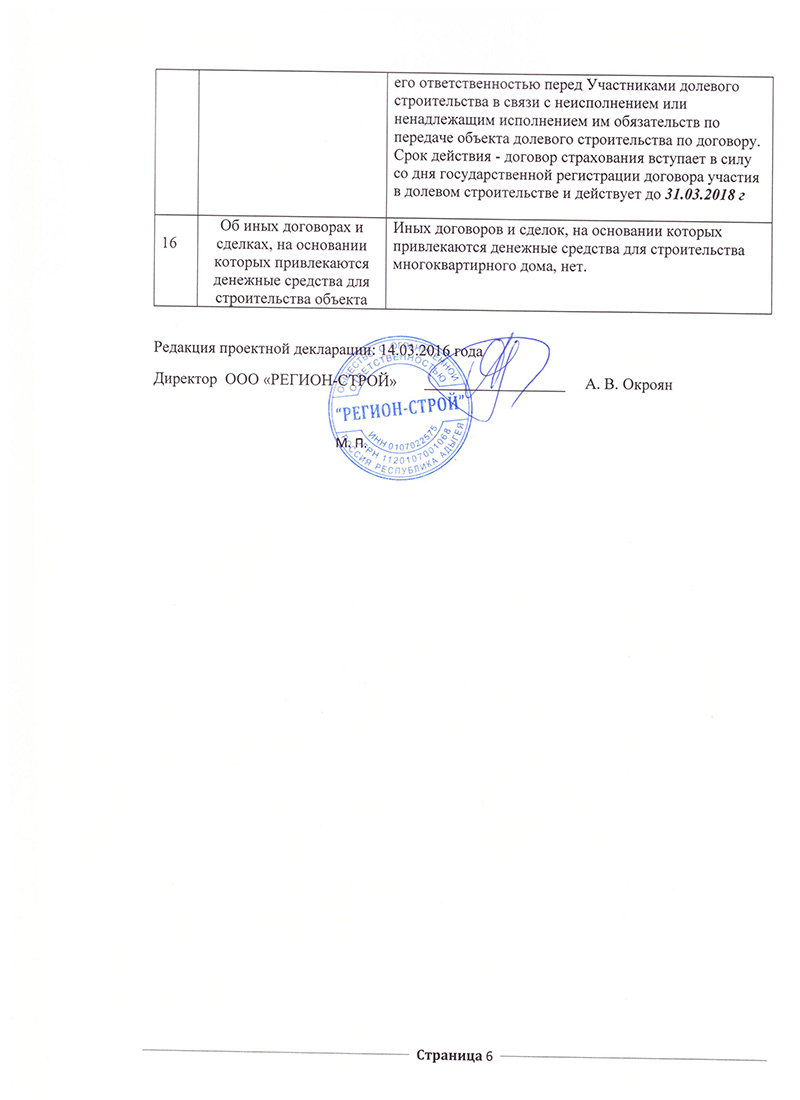 его ответственностью перед Участниками долевого
строительства в связи с неисполнением или
ненадлежащим исполнением им обязательств по
передаче объекта долевого строительства по договору.
Срок действия - договор страхования вступает в силу
со дня государственной регистрации договора участия
в долевом строительстве и действует до 31.03.2018 г
16
Об иных договорах и
сделках, на основании
которых привлекаются
денежные средства для
строительства объекта
Иных договоров и сделок, на основании которых
привлекаются денежные средства для строительства
многоквартирного дома, нет.
Редакция проектной декларации: 14.03.2016 года
Директор ООО «РЕГИОН-СТРОЙ» А. В. Окроян
ОБЩЕСТВО С ОГРАНИЧЕННОЙ
ОТВЕТСТВЕННОСТЬЮ
"РЕГИОН-СТРОЙ"
ИНН 0107022575
ОГРН 1120107001068
РОССИЯ РЕСПУБЛИКА АДЫГЕЯ
М. П.
Страница 6